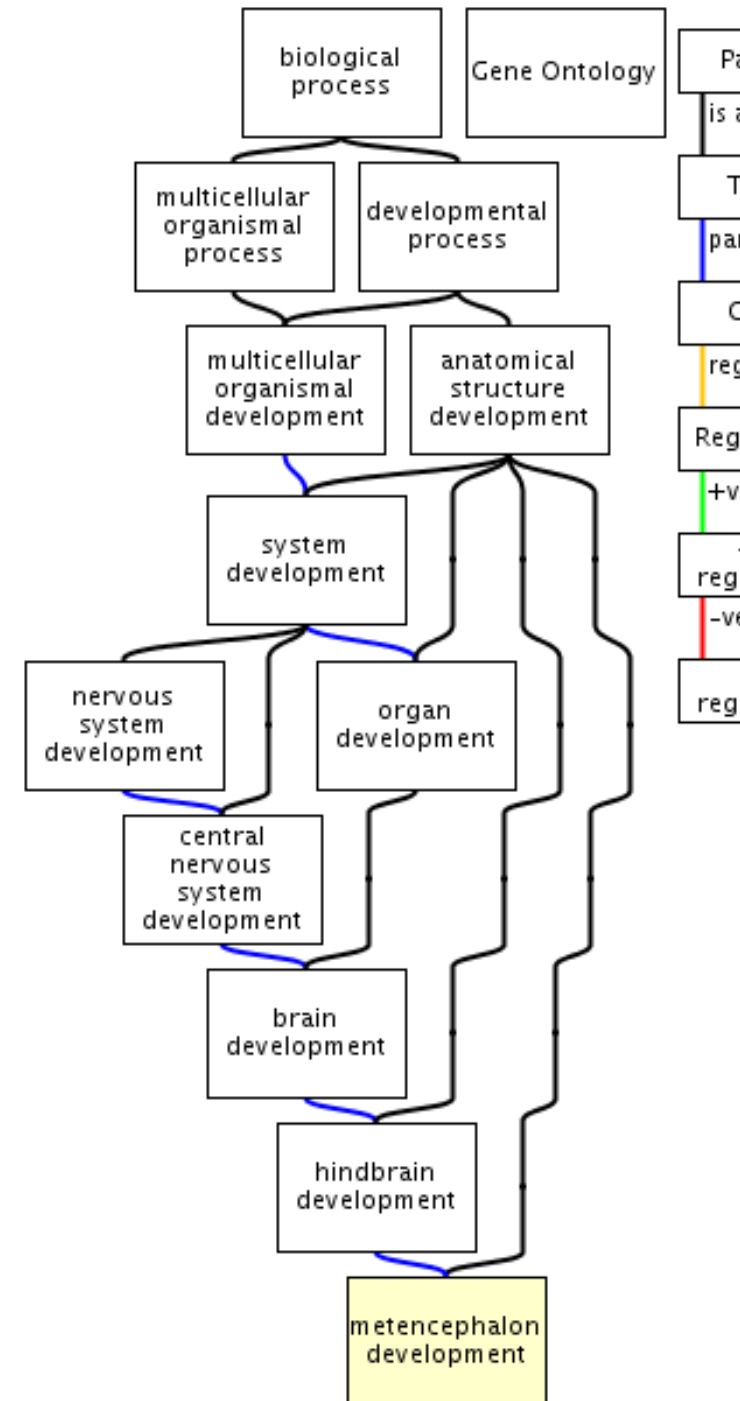 biological
process
Gene Ontology
is
multicellular
organismal
process
developmental
process
multicellular
organismal
development
anatomical
structure
development
system
development
nervous
system
development
organ
development
central
nervous
system
development
brain
development
hindbrain
development
metencephalon
development